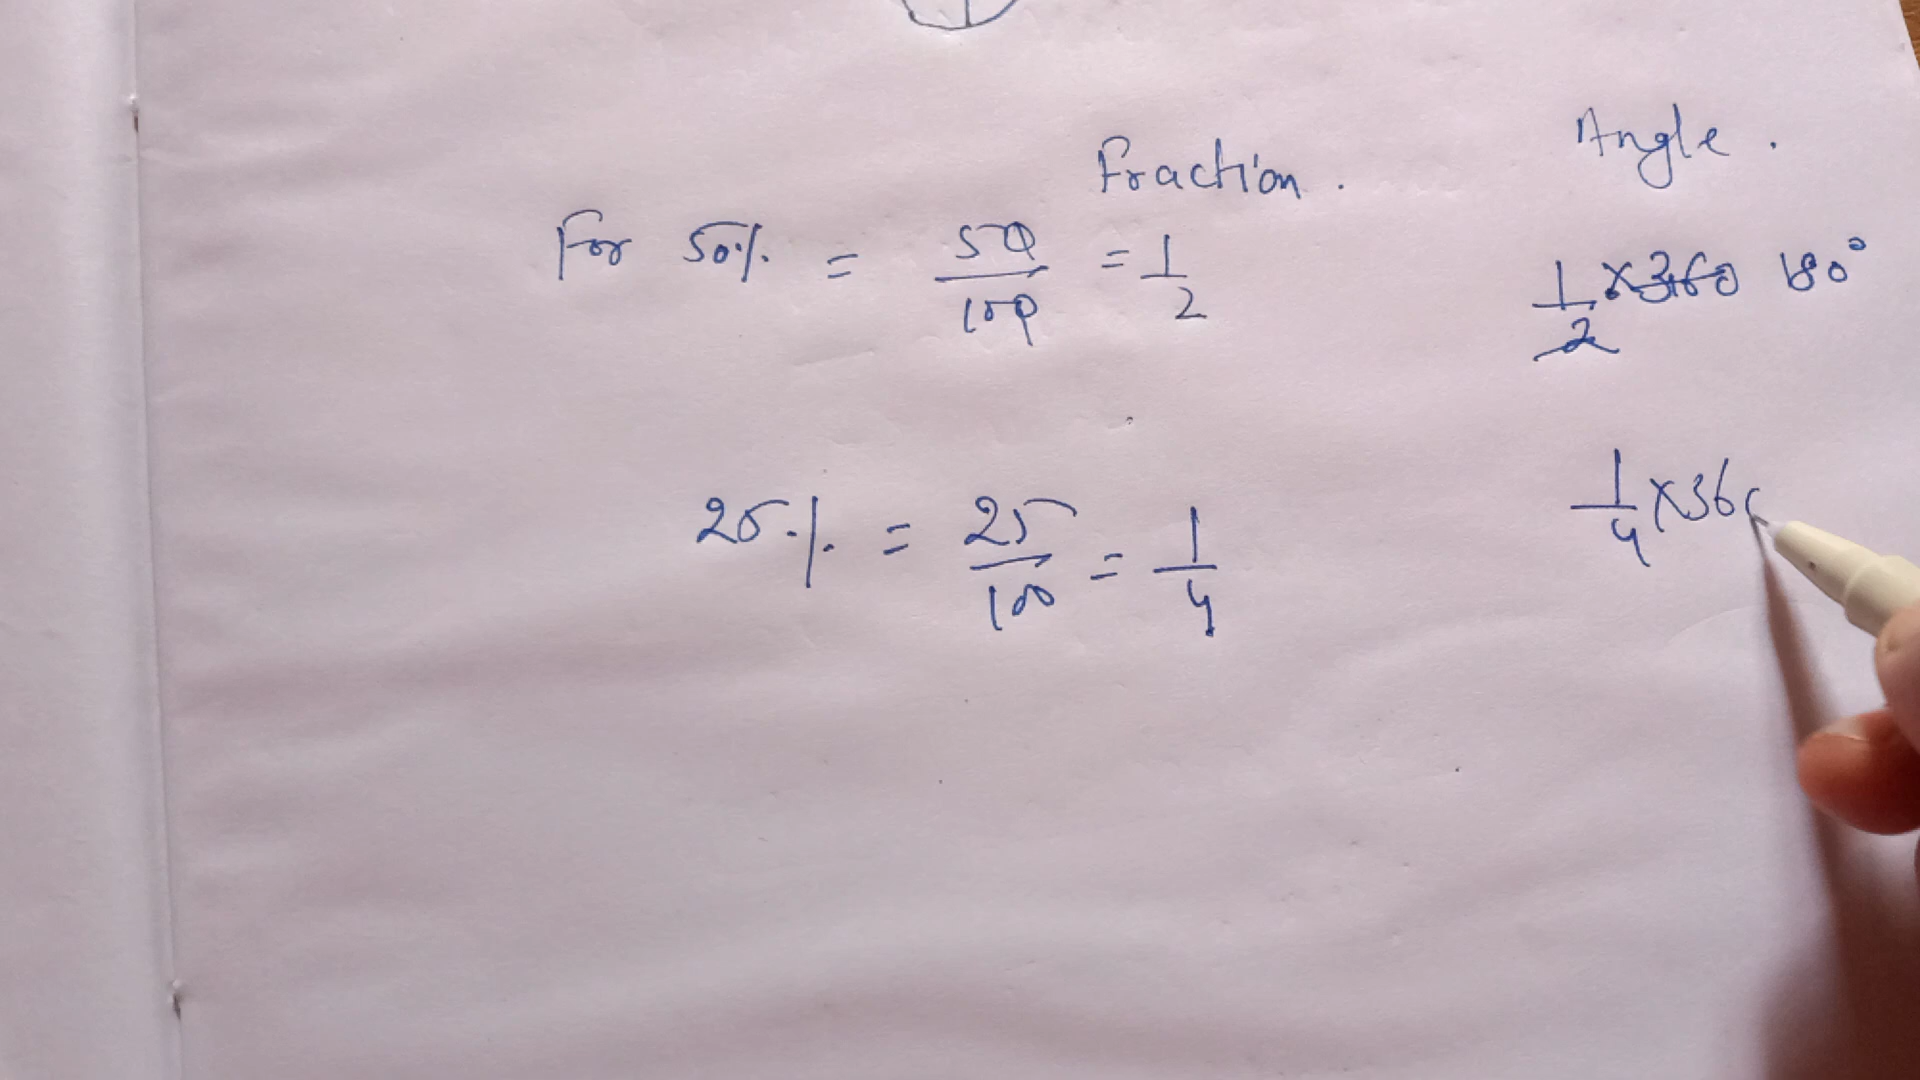 Fraction. Angle.
For 50% = 50/100 = 1/2 1/2 × 360 180°
25% = 25/100 = 1/4 1/4 × 360